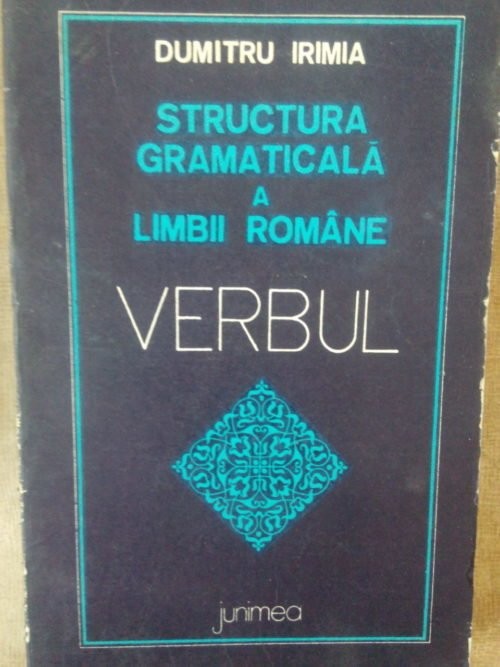 DUMITRU IRIMIA
STRUCTURA
GRAMATICALĂ
A
LIMBII ROMÂNE
VERBUL
junimea